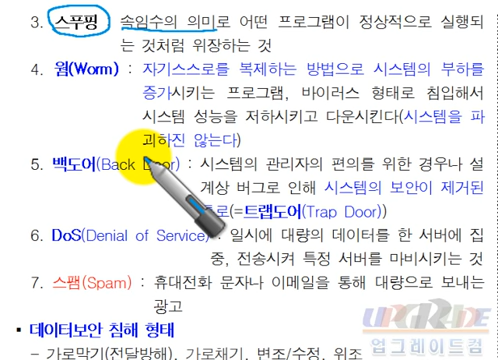 3. 스푸핑 속임수의 의미로 어떤 프로그램이 정상적으로 실행되
는 것처럼 위장하는 것
4. 웜(Worm) : 자기스스로를 복제하는 방법으로 시스템의 부하를
증가시키는 프로그램, 바이러스 형태로 침입해서
시스템 성능을 저하시키고 다운시킨다(시스템을 파
괴하진 않는다)
5. 백도어(Back Door) : 시스템의 관리자의 편의를 위한 경우나 설
계상 버그로 인해 시스템의 보안이 제거된
통로(=트랩도어(Trap Door))
6. DoS(Denial of Service) : 일시에 대량의 데이터를 한 서버에 집
중, 전송시켜 특정 서버를 마비시키는 것
7. 스팸(Spam) : 휴대전화 문자나 이메일을 통해 대량으로 보내는
광고
▪ 데이터보안 침해 형태
– 가로막기(전달방해), 가로채기, 변조/수정, 위조
UPGRADE
업그레이드컴